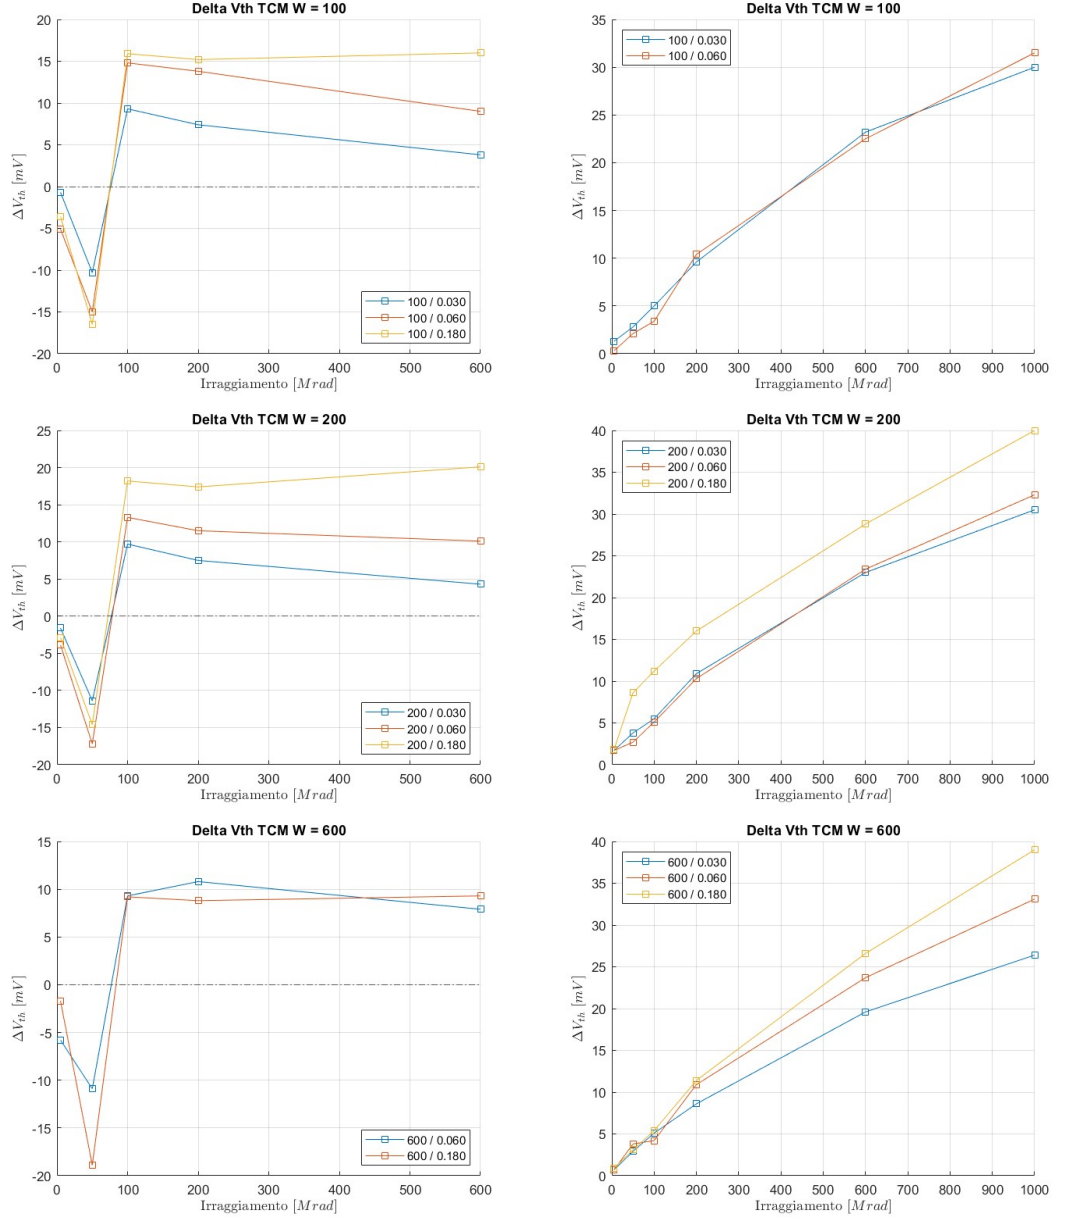 Delta Vth TCM W = 100
20
15
10
5
0
-5
-10
-15
-20
ΔV_th [mV]
100 / 0.030
100 / 0.060
100 / 0.180
0 100 200 300 400 500 600
Irraggiamento [Mrad]
Delta Vth TCM W = 100
35
30
25
20
15
10
5
0
ΔV_th [mV]
100 / 0.030
100 / 0.060
0 100 200 300 400 500 600 700 800 900 1000
Irraggiamento [Mrad]
Delta Vth TCM W = 200
25
20
15
10
5
0
-5
-10
-15
-20
ΔV_th [mV]
200 / 0.030
200 / 0.060
200 / 0.180
0 100 200 300 400 500 600
Irraggiamento [Mrad]
Delta Vth TCM W = 200
40
35
30
25
20
15
10
5
0
ΔV_th [mV]
200 / 0.030
200 / 0.060
200 / 0.180
0 100 200 300 400 500 600 700 800 900 1000
Irraggiamento [Mrad]
Delta Vth TCM W = 600
15
10
5
0
-5
-10
-15
-20
ΔV_th [mV]
600 / 0.060
600 / 0.180
0 100 200 300 400 500 600
Irraggiamento [Mrad]
Delta Vth TCM W = 600
40
35
30
25
20
15
10
5
0
ΔV_th [mV]
600 / 0.030
600 / 0.060
600 / 0.180
0 100 200 300 400 500 600 700 800 900 1000
Irraggiamento [Mrad]